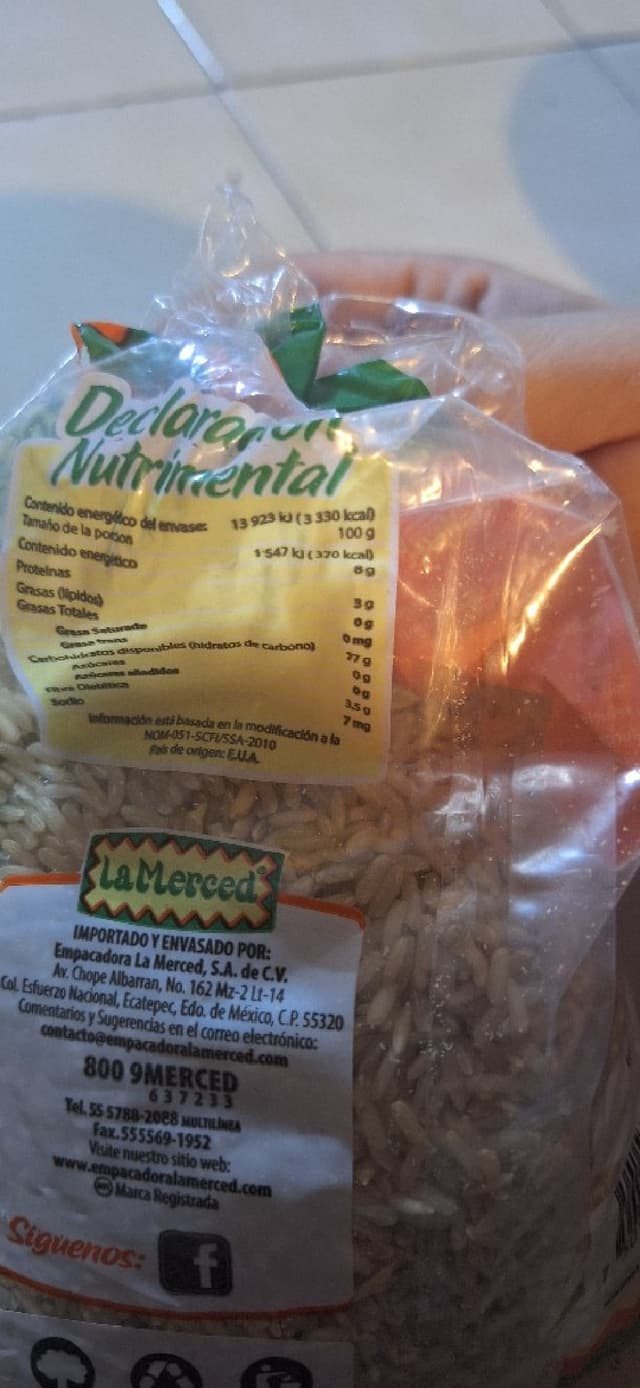 Declaración
Nutrimental
Contenido energético del envase: 13 923 kJ (3 330 kcal)
Tamaño de la porción 100 g
Contenido energético 1 547 kJ (370 kcal)
Proteínas 8 g
Grasas (lípidos)
Grasas Totales 3 g
Grasa Saturada 0 g
Grasa trans 0 mg
Carbohidratos disponibles (hidratos de carbono) 77 g
Azúcares 0 g
Azúcares añadidos 0 g
Fibra Dietética 3.5 g
Sodio 7 mg
Información está basada en la modificación a la
NOM-051-SCFI/SSA-2010
País de origen: E.U.A.
La Merced
IMPORTADO Y ENVASADO POR:
Empacadora La Merced, S.A. de C.V.
Av. Chope Albarran, No. 162 Mz-2 Lt-14
Col. Esfuerzo Nacional, Ecatepec, Edo. de México, C.P. 55320
Comentarios y Sugerencias en el correo electrónico:
contacto@empacadoralamerced.com
800 9MERCED
637233
Tel. 55 5788-2088 MULTILÍNEA
Fax.555569-1952
Visite nuestro sitio web:
www.empacadoralamerced.com
MR Marca Registrada
Síguenos: f